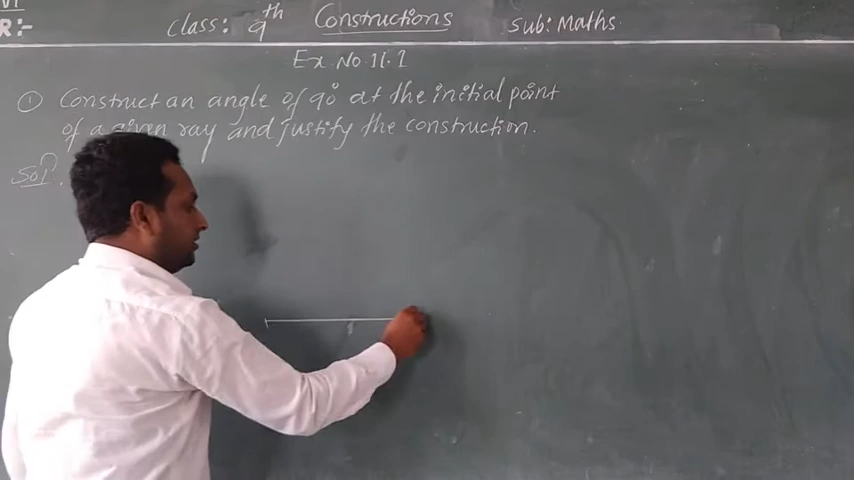 Class: 9th Constructions Sub: Maths
R:-
Ex.No.11.1
① Construct an angle of 90° at the initial point
of a given ray and justify the construction.
Sol: